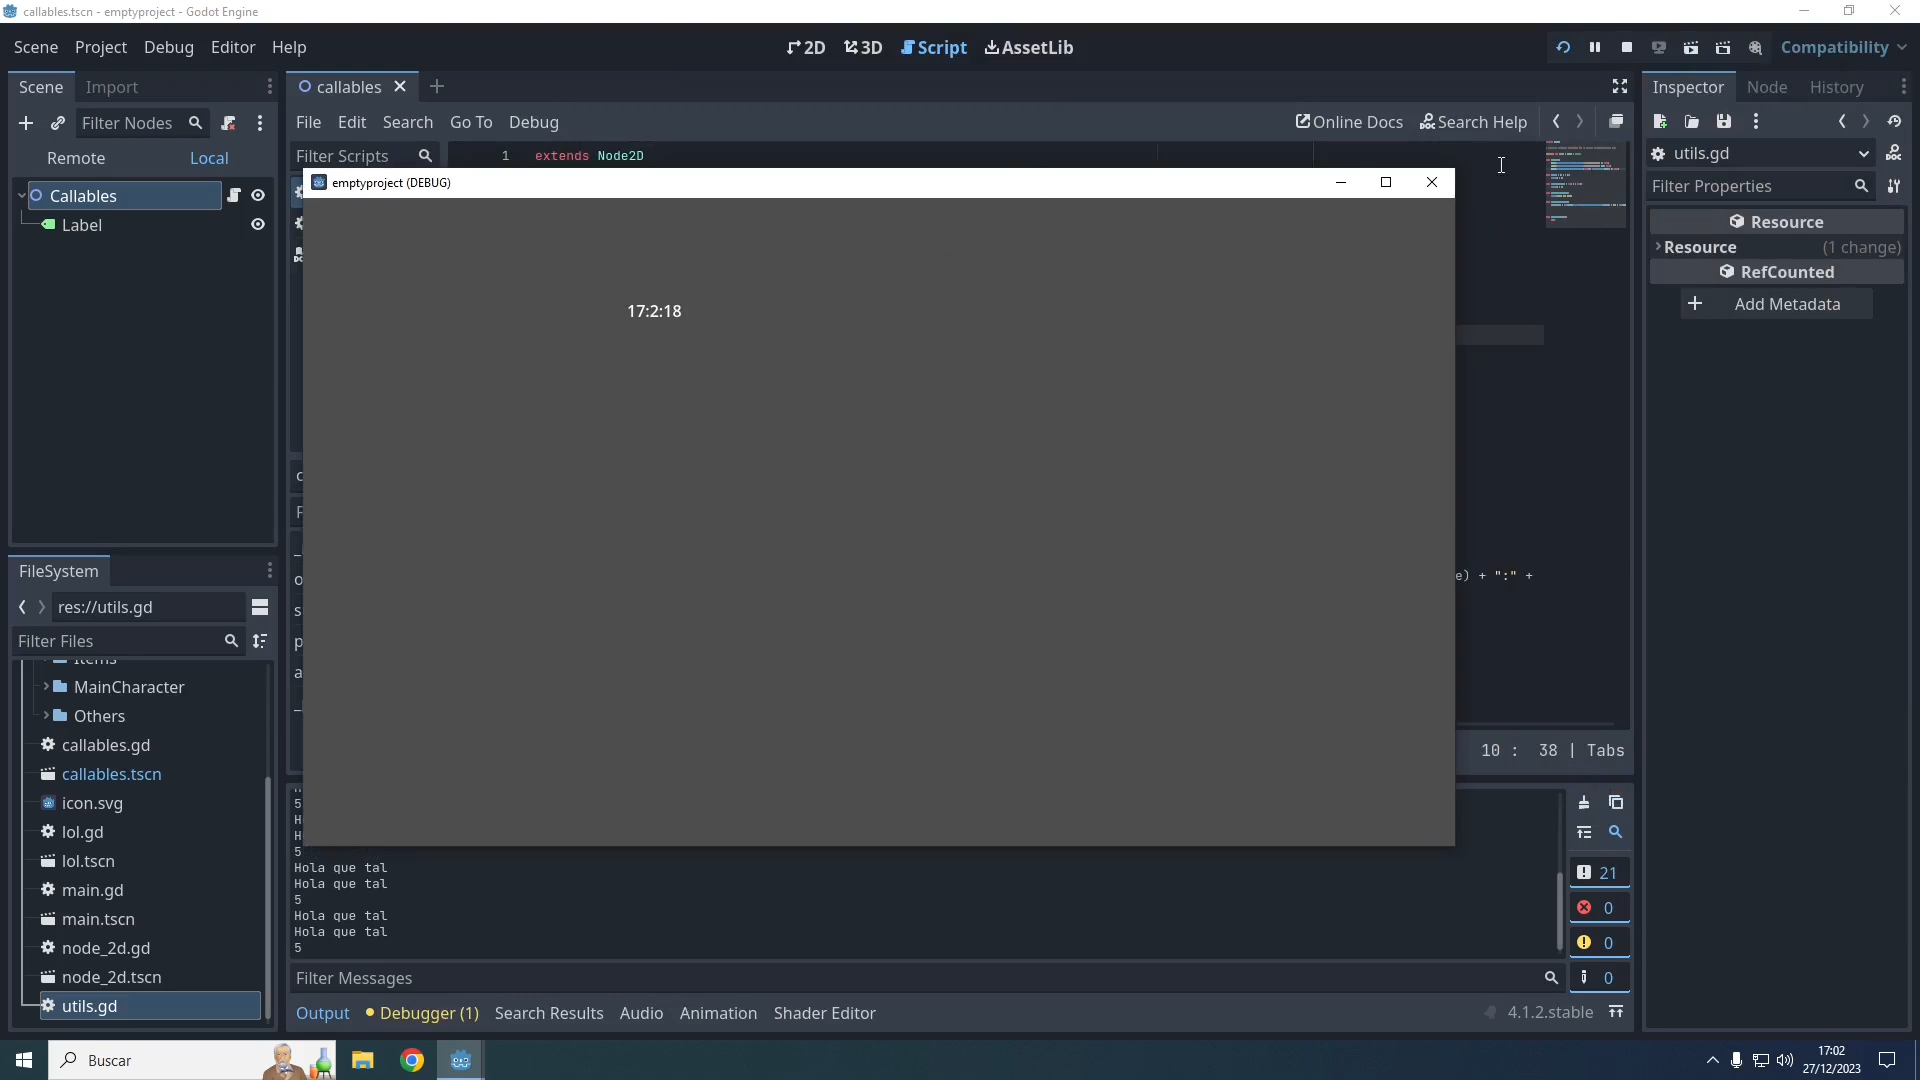 callables.tscn - emptyproject - Godot Engine
Scene Project Debug Editor Help
2D 3D Script AssetLib
Compatibility
Scene Import
callables
Inspector Node History
Filter Nodes
File Edit Search Go To Debug
Online Docs Search Help
Remote Local
Filter Scripts
1 extends Node2D
utils.gd
emptyproject (DEBUG)
Filter Properties
Callables
Label
Resource
Resource (1 change)
RefCounted
Add Metadata
17:2:18
FileSystem
e) + ":" +
res://utils.gd
Filter Files
Items
MainCharacter
Others
callables.gd
callables.tscn
icon.svg
lol.gd
lol.tscn
main.gd
main.tscn
node_2d.gd
node_2d.tscn
utils.gd
10 : 38 | Tabs
5
H
H
5
Hola que tal
Hola que tal
5
Hola que tal
Hola que tal
5
21
0
0
0
Filter Messages
Output Debugger (1) Search Results Audio Animation Shader Editor
4.1.2.stable
Buscar
17:02
27/12/2023